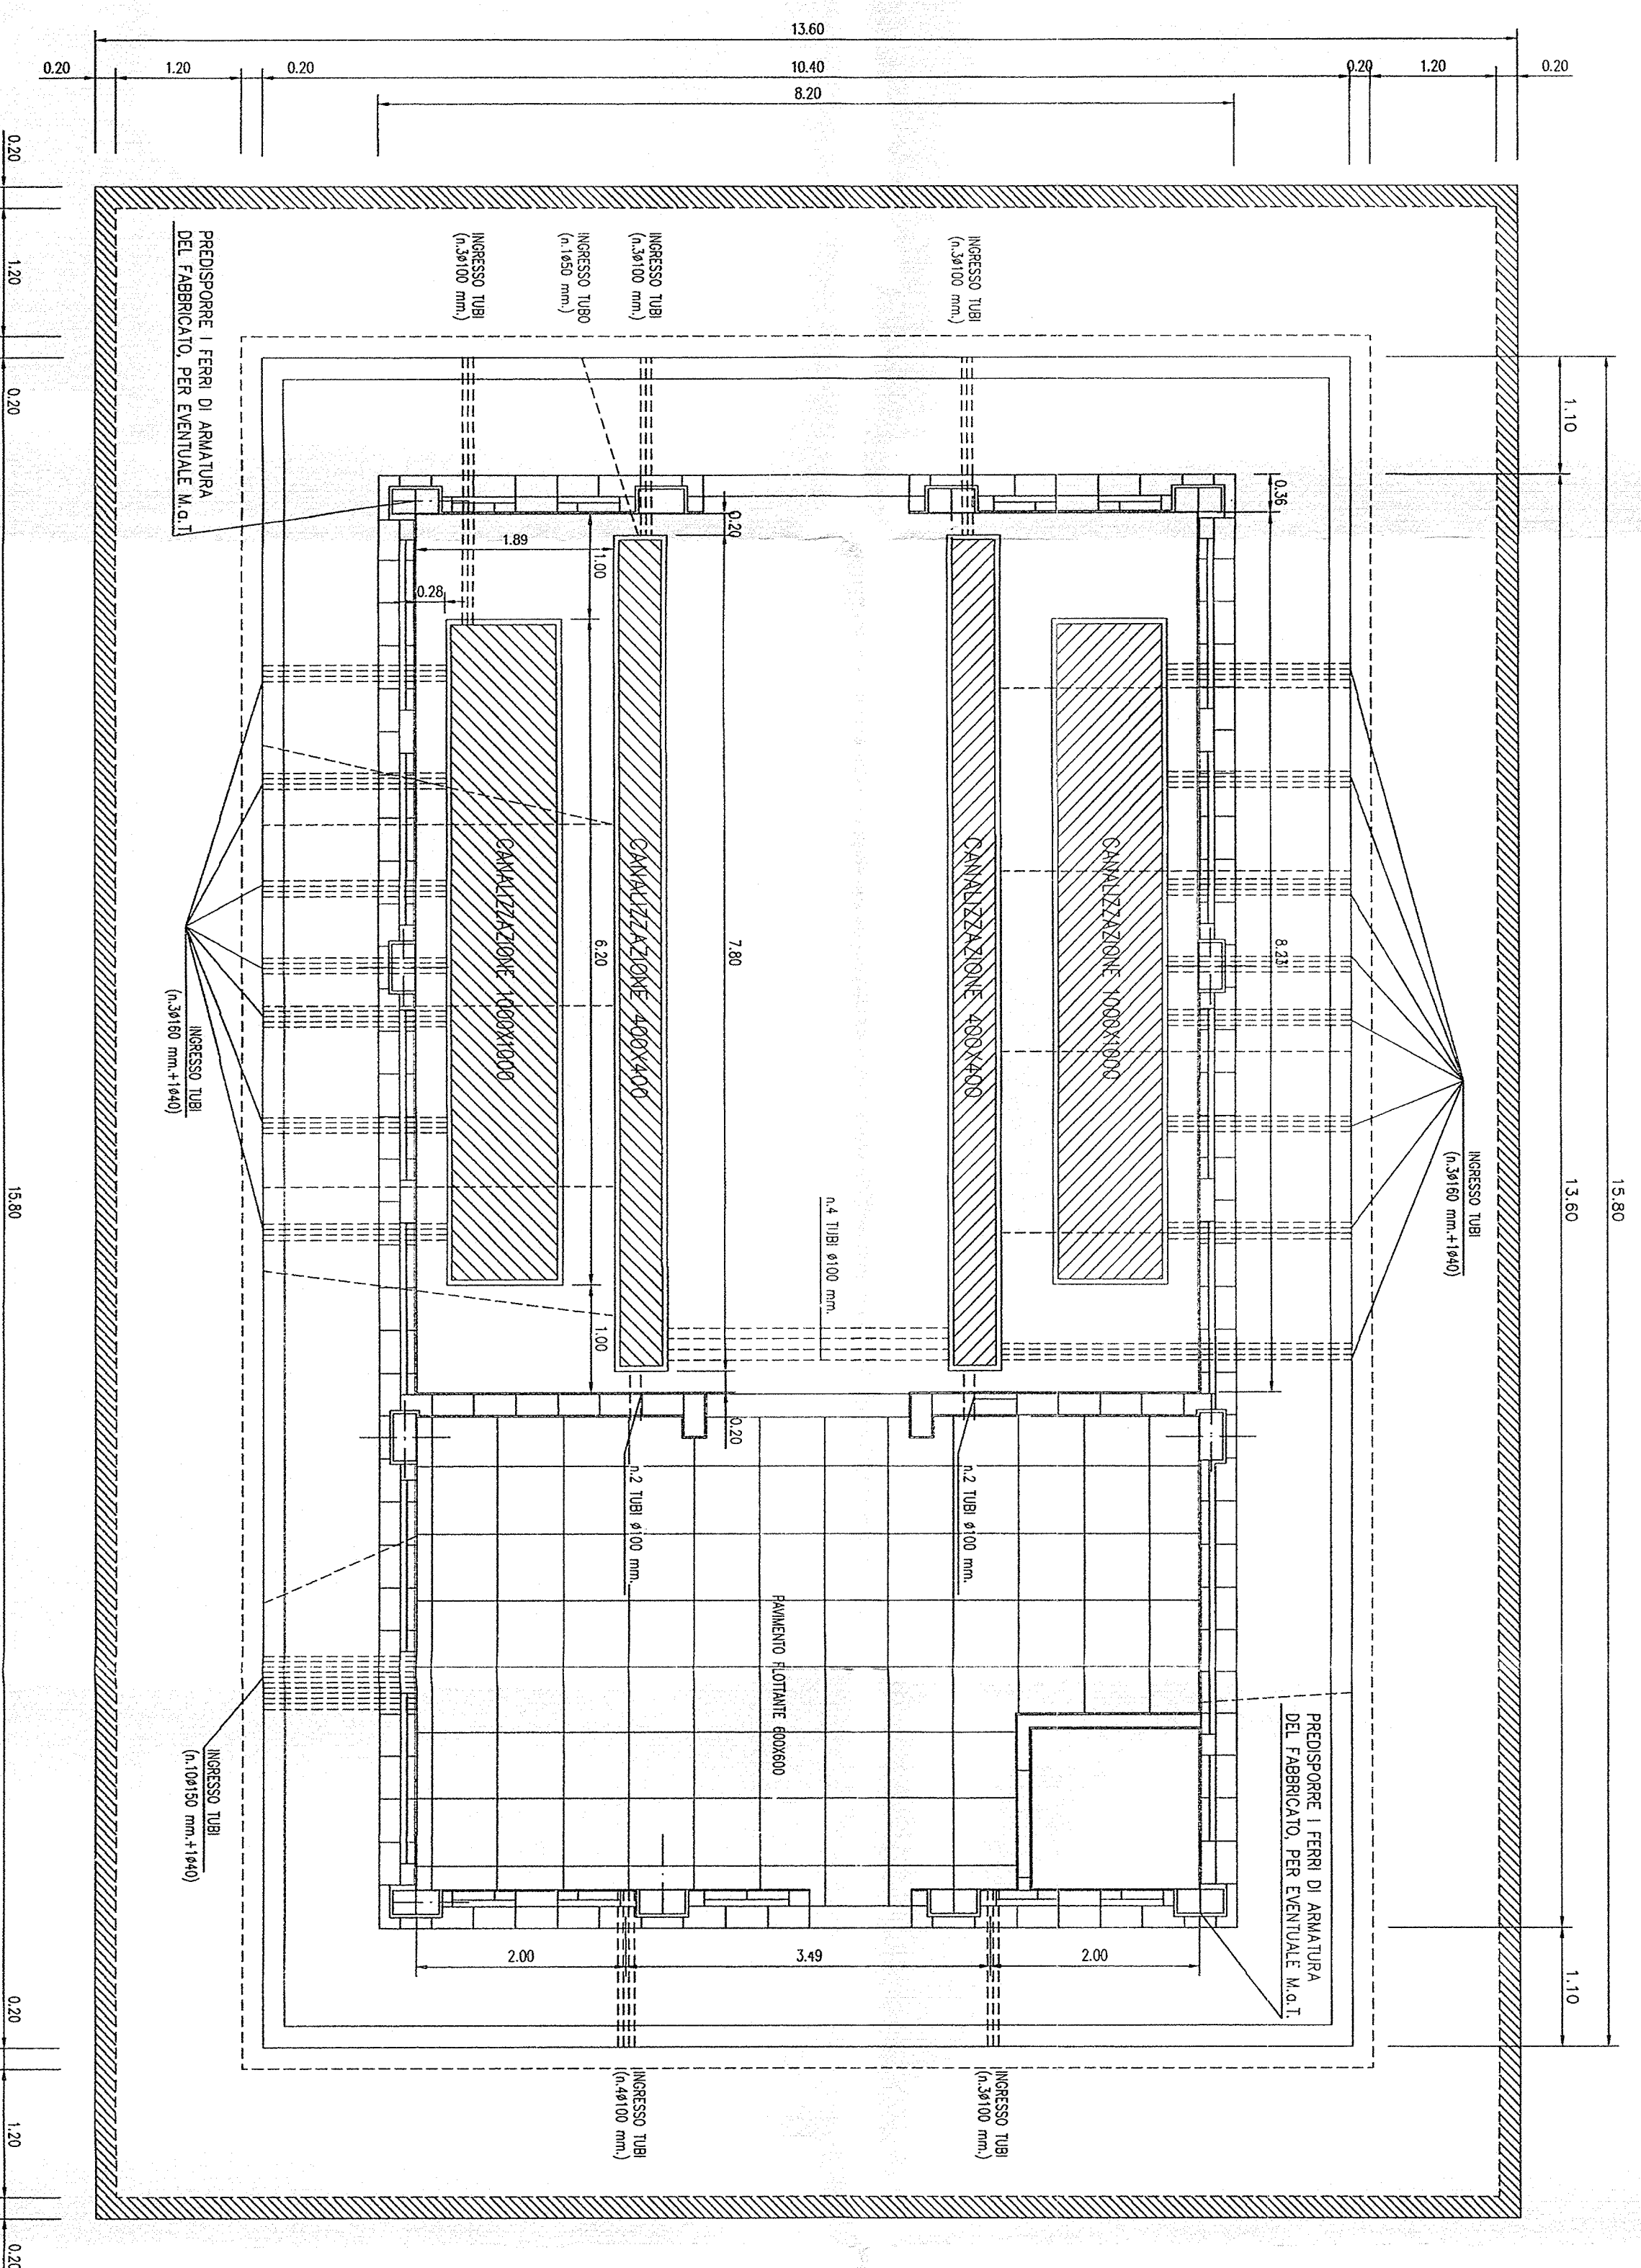 13.60
0.20
1.20
0.20
10.40
0.20
1.20
0.20
8.20
0.20
1.20
0.20
15.80
0.20
1.20
0.20
15.80
1.10
13.60
1.10
0.36
8.23
PREDISPORRE I FERRI DI ARMATURA
DEL FABBRICATO, PER EVENTUALE M.a.T.
INGRESSO TUBI
(n.3ø100 mm.)
INGRESSO TUBO
(n.1ø50 mm.)
INGRESSO TUBI
(n.3ø100 mm.)
INGRESSO TUBI
(n.3ø100 mm.)
0.20
1.89
1.00
0.28
CANALIZZAZIONE 1000X1000
6.20
CANALIZZAZIONE 400X400
7.80
CANALIZZAZIONE 400X400
CANALIZZAZIONE 1000X1000
INGRESSO TUBI
(n.3ø160 mm.+1ø40)
INGRESSO TUBI
(n.3ø160 mm.+1ø40)
n.4 TUBI ø100 mm.
1.00
0.20
n.2 TUBI ø100 mm.
n.2 TUBI ø100 mm.
PAVIMENTO FLOTTANTE 600X600
INGRESSO TUBI
(n.10ø150 mm.+1ø40)
PREDISPORRE I FERRI DI ARMATURA
DEL FABBRICATO, PER EVENTUALE M.a.T.
2.00
3.49
2.00
INGRESSO TUBI
(n.4ø100 mm.)
INGRESSO TUBI
(n.3ø100 mm.)